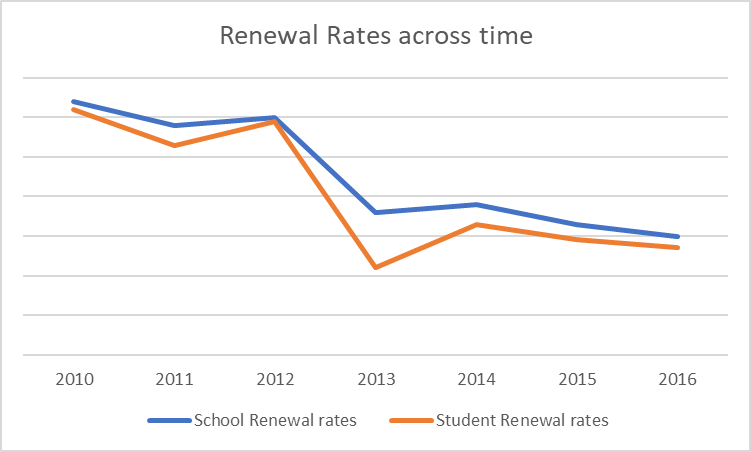 Renewal Rates across time
2010 2011 2012 2013 2014 2015 2016
School Renewal rates Student Renewal rates